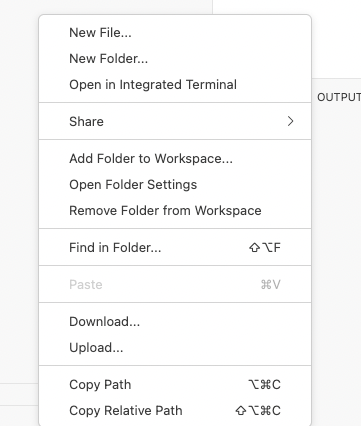 New File...
New Folder...
Open in Integrated Terminal
OUTPUT
Share
Add Folder to Workspace...
Open Folder Settings
Remove Folder from Workspace
Find in Folder... ⇧⌥F
Paste ⌘V
Download...
Upload...
Copy Path ⌥⌘C
Copy Relative Path ⇧⌥⌘C